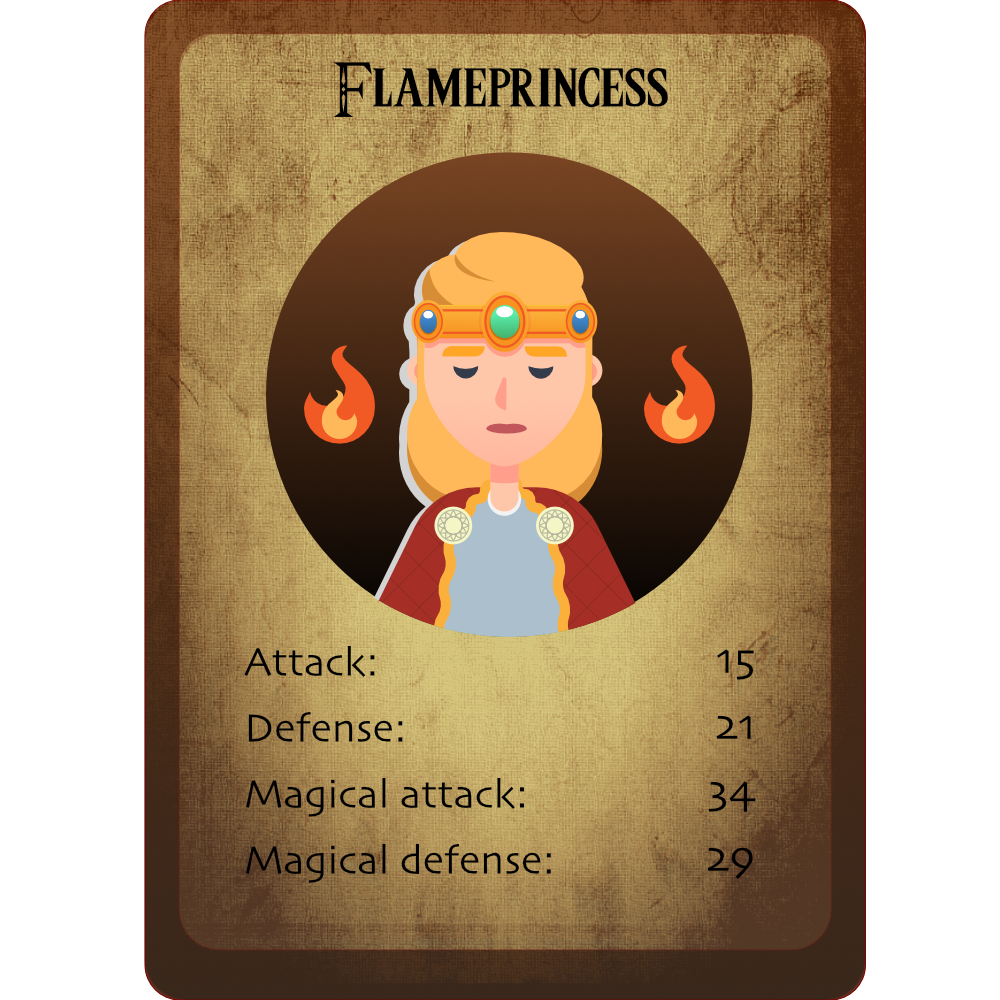 Flameprincess
Attack: 15
Defense: 21
Magical attack: 34
Magical defense: 29